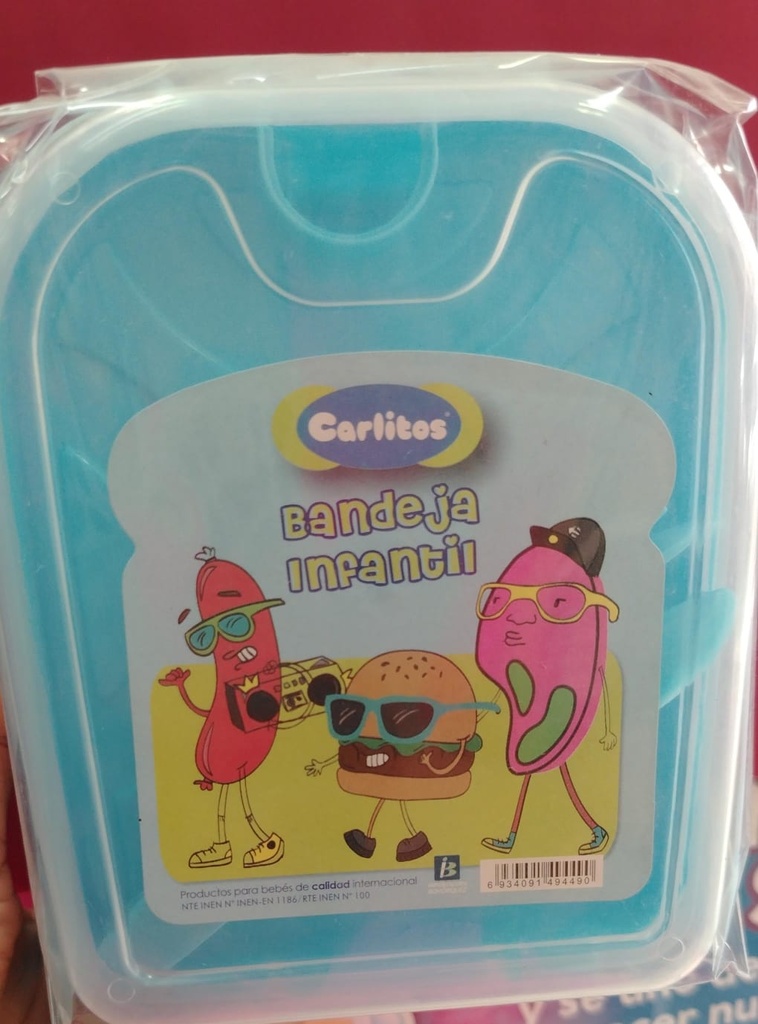 Carlitos
Bandeja
Infantil
Productos para bebés de calidad internacional
NTE INEN N° INEN-EN 1186/ RTE INEN N° 100
6 934091 494490
y se